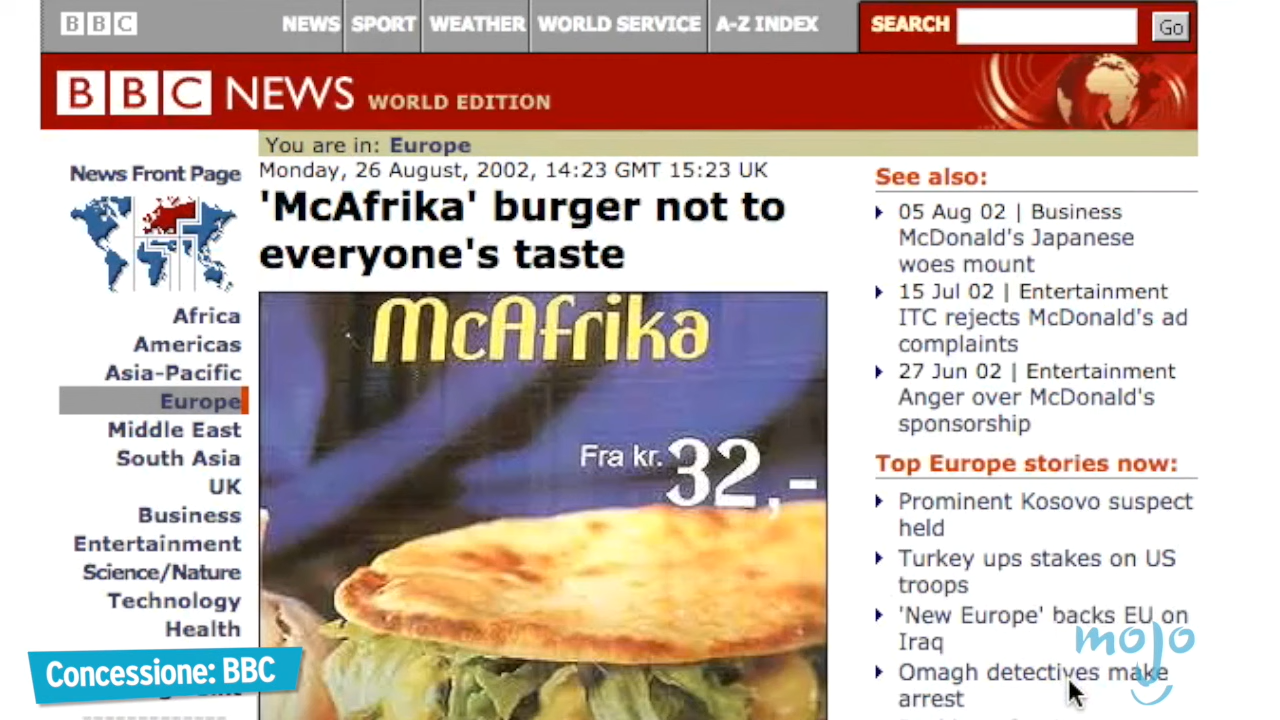 BBC
NEWS SPORT WEATHER WORLD SERVICE A-Z INDEX SEARCH Go
BBC NEWS WORLD EDITION
You are in: Europe
News Front Page
Africa
Americas
Asia-Pacific
Europe
Middle East
South Asia
UK
Business
Entertainment
Science/Nature
Technology
Health
Monday, 26 August, 2002, 14:23 GMT 15:23 UK
'McAfrika' burger not to
everyone's taste
McAfrika
Fra kr. 32,-
See also:
05 Aug 02 | Business
McDonald's Japanese
woes mount
15 Jul 02 | Entertainment
ITC rejects McDonald's ad
complaints
27 Jun 02 | Entertainment
Anger over McDonald's
sponsorship
Top Europe stories now:
Prominent Kosovo suspect
held
Turkey ups stakes on US
troops
'New Europe' backs EU on
Iraq
Omagh detectives make
arrest
Concessione: BBC
mojo